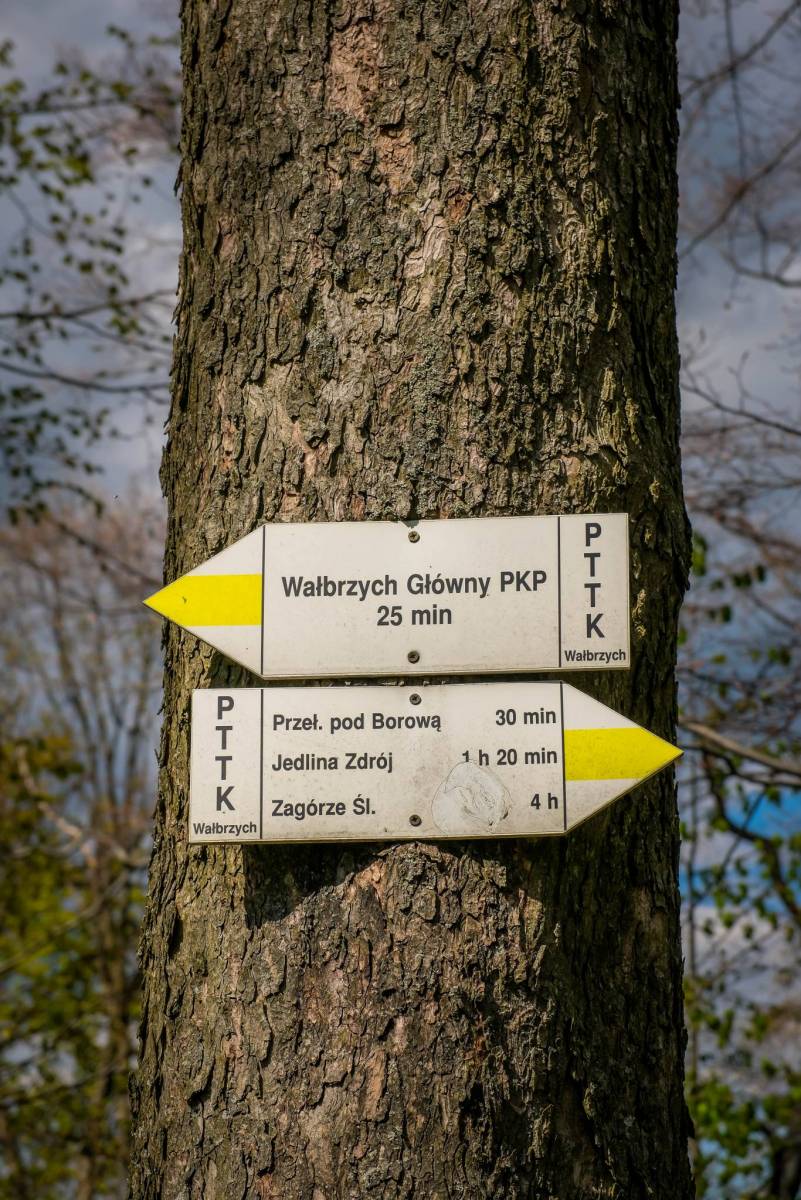 Wałbrzych Główny PKP
25 min
PTTK
Wałbrzych
PTTK
Wałbrzych
Przeł. pod Borową 30 min
Jedlina Zdrój 1 h 20 min
Zagórze Śl. 4 h